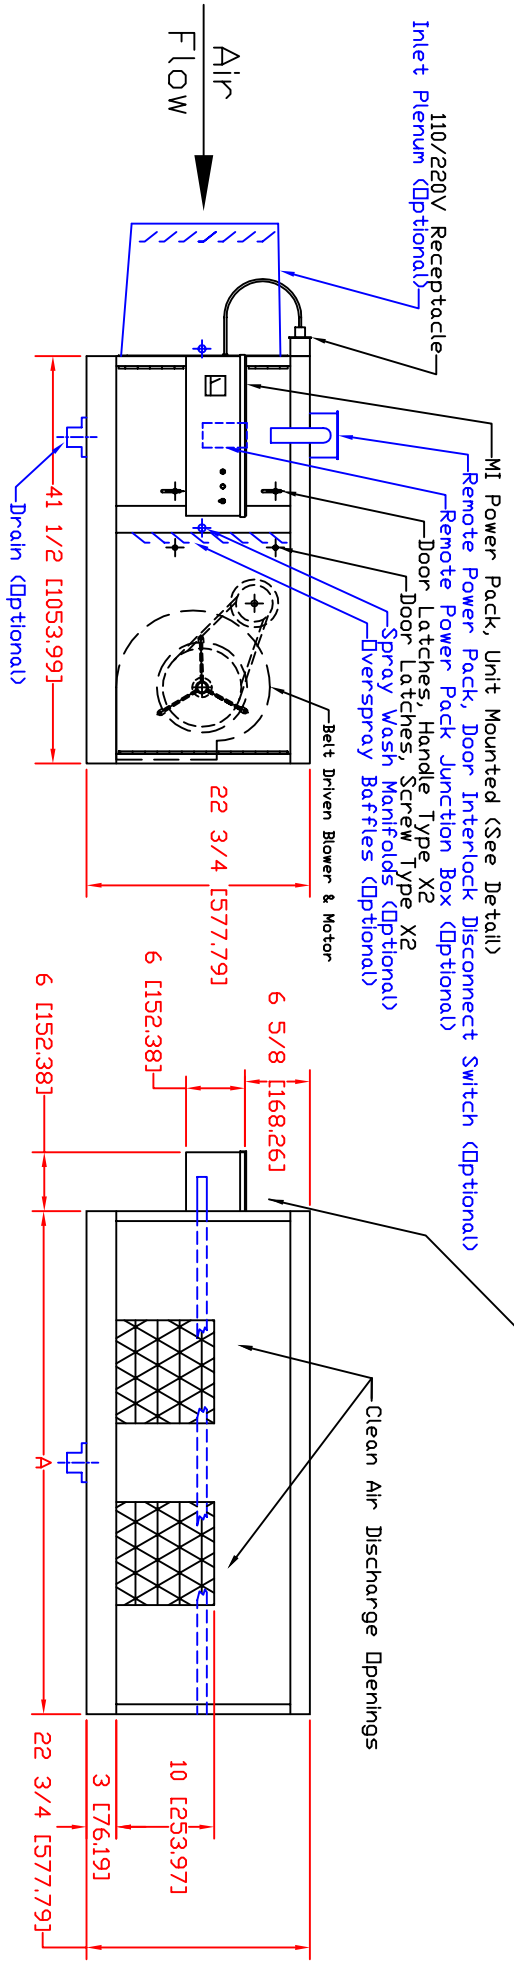 Air
Flow
110/220V Receptacle
Inlet Plenum (Optional)
MI Power Pack, Unit Mounted (See Detail)
Remote Power Pack, Door Interlock Disconnect Switch (Optional)
Remote Power Pack Junction Box (Optional)
Door Latches, Handle Type X2
Door Latches, Screw Type X2
Spray Wash Manifolds (Optional)
Overspray Baffles (Optional)
Belt Driven Blower & Motor
41 1/2 [1053.99]
Drain (Optional)
22 3/4 [577.79]
6 5/8 [168.26]
6 [152.38]
6 [152.38]
Clean Air Discharge Openings
A
10 [253.97]
3 [76.19]
22 3/4 [577.79]